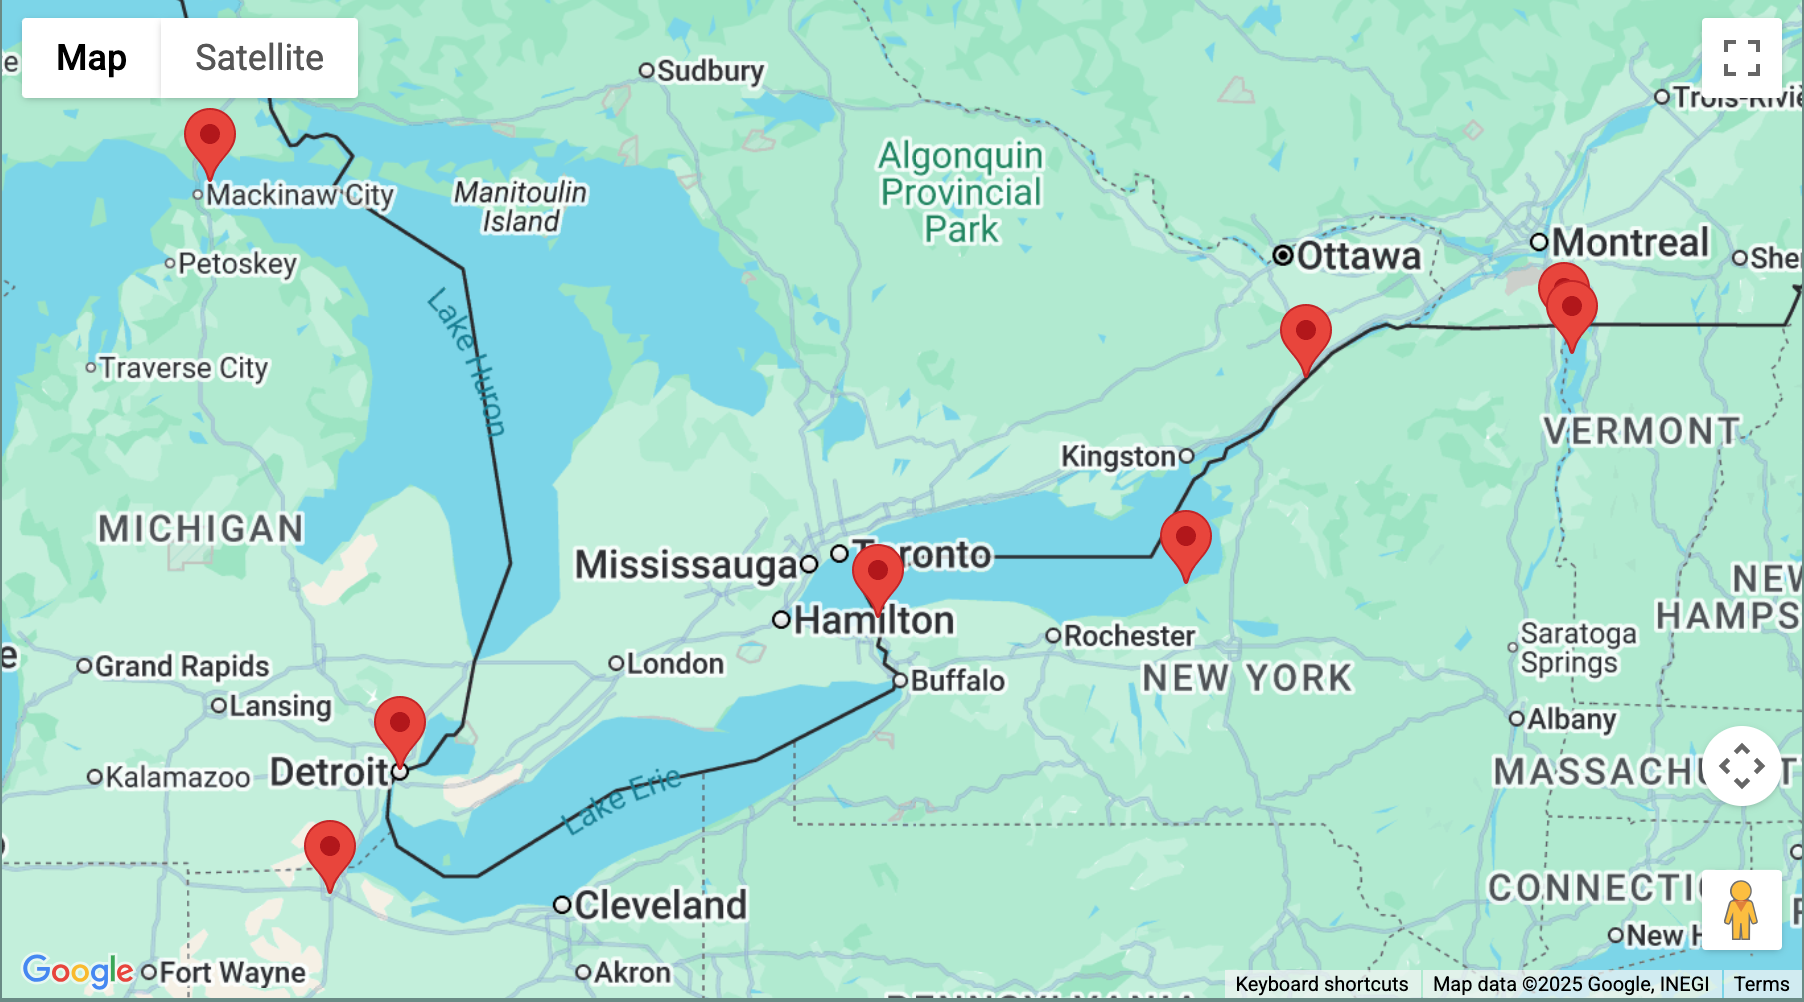 Map
Satellite
Sudbury
Mackinaw City
Manitoulin
Island
Algonquin
Provincial
Park
Petoskey
Ottawa
Montreal
Traverse City
Lake Huron
VERMONT
Kingston
MICHIGAN
Mississauga
Toronto
Hamilton
Rochester
Saratoga
Springs
London
Grand Rapids
Buffalo
NEW YORK
Lansing
Albany
Detroit
Kalamazoo
Lake Erie
Cleveland
Google
Fort Wayne
Akron
Keyboard shortcuts
Map data ©2025 Google, INEGI
Terms